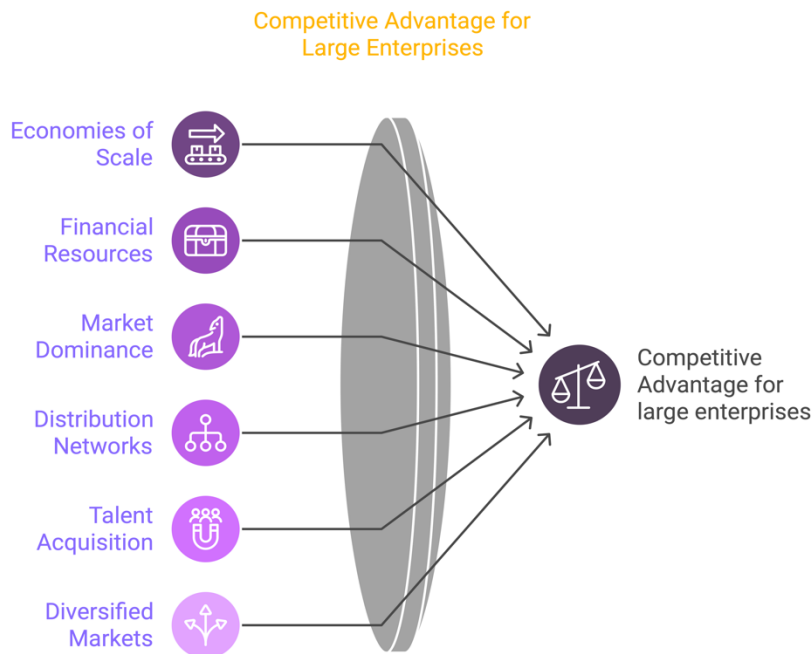 Competitive Advantage for
Large Enterprises
Economies of
Scale
Financial
Resources
Market
Dominance
Distribution
Networks
Talent
Acquisition
Diversified
Markets
Competitive
Advantage for
large enterprises